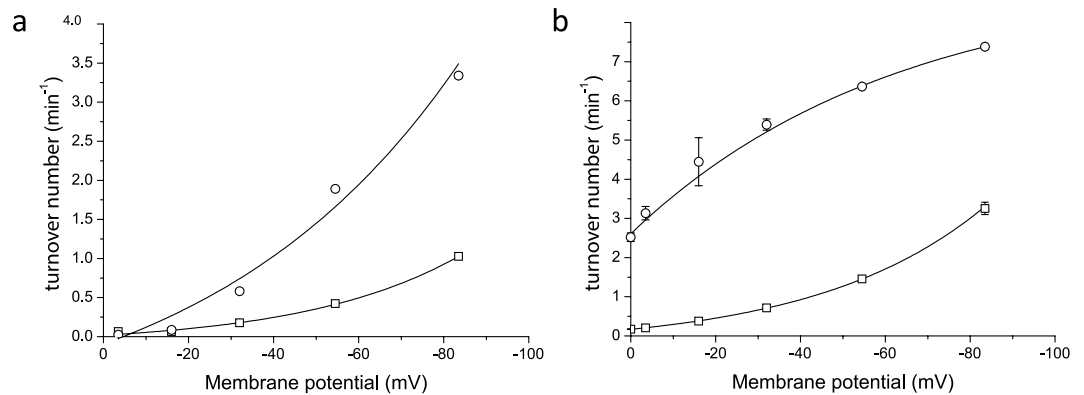 a
4.0
3.5
3.0
2.5
2.0
1.5
1.0
0.5
0.0
turnover number (min⁻¹)
0 -20 -40 -60 -80 -100
Membrane potential (mV)
b
7
6
5
4
3
2
1
0
turnover number (min⁻¹)
0 -20 -40 -60 -80 -100
Membrane potential (mV)